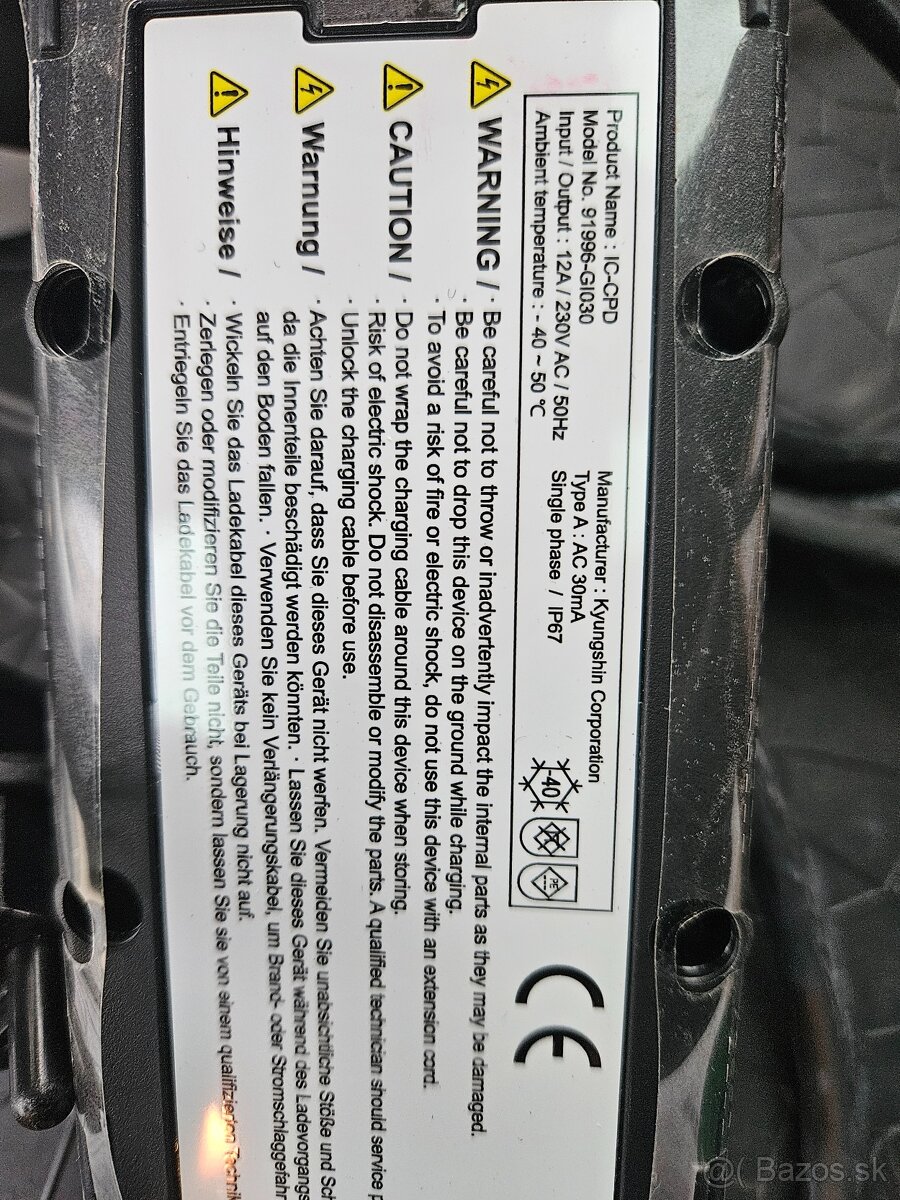 Product Name : IC-CPD
Model No. 91996-GI030
Input / Output : 12A / 230V AC / 50Hz
Ambient temperature : - 40 ~ 50 ℃
Manufacturer : Kyungshin Corporation
Type A : AC 30mA
Single phase / IP67
-40
PE
CE
WARNING / · Be careful not to throw or inadvertently impact the internal parts as they may be damaged.
· Be careful not to drop this device on the ground while charging.
· To avoid a risk of fire or electric shock, do not use this device with an extension cord.
CAUTION / · Do not wrap the charging cable around this device when storing.
· Risk of electric shock. Do not disassemble or modify the parts. A qualified technician should service
· Unlock the charging cable before use.
Warnung / · Achten Sie darauf, dass Sie dieses Gerät nicht werfen. Vermeiden Sie unabsichtliche Stöße und
da die Innenteile beschädigt werden könnten. · Lassen Sie dieses Gerät während des Ladevorgangs
auf den Boden fallen. · Verwenden Sie kein Verlängerungskabel, um Brand- oder Stromschlaggefahr
Hinweise / · Wickeln Sie das Ladekabel dieses Geräts bei Lagerung nicht auf.
· Zerlegen oder modifizieren Sie die Teile nicht, sondern lassen Sie sie von einem qualifizierten
· Entriegeln Sie das Ladekabel vor dem Gebrauch.
@( Bazos.sk